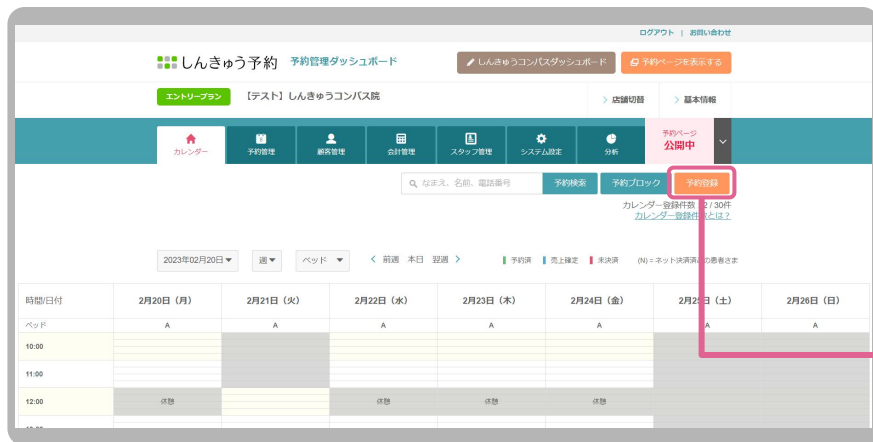 ログアウト | お問い合わせ
しんきゅう予約 予約管理ダッシュボード しんきゅうコンパスダッシュボード 予約ページを表示する
エントリープラン 【テスト】しんきゅうコンパス院 > 店舗切替 > 基本情報
カレンダー 予約管理 顧客管理 会計管理 スタッフ管理 システム設定 分析 予約ページ 公開中
なまえ、名前、電話番号 予約検索 予約ブロック 予約登録
カレンダー登録件数 2 / 30件
カレンダー登録件数とは？
2023年02月20日▼ 週▼ ベッド ▼ < 前週 本日 翌週 > 予約済 売上確定 未決済 (N) = ネット決済済みの患者さま
時間/日付 2月20日（月） 2月21日（火） 2月22日（水） 2月23日（木） 2月24日（金） 2月25日（土） 2月26日（日）
ベッド A A A A A A A
10:00
11:00
12:00 休憩 休憩 休憩 休憩